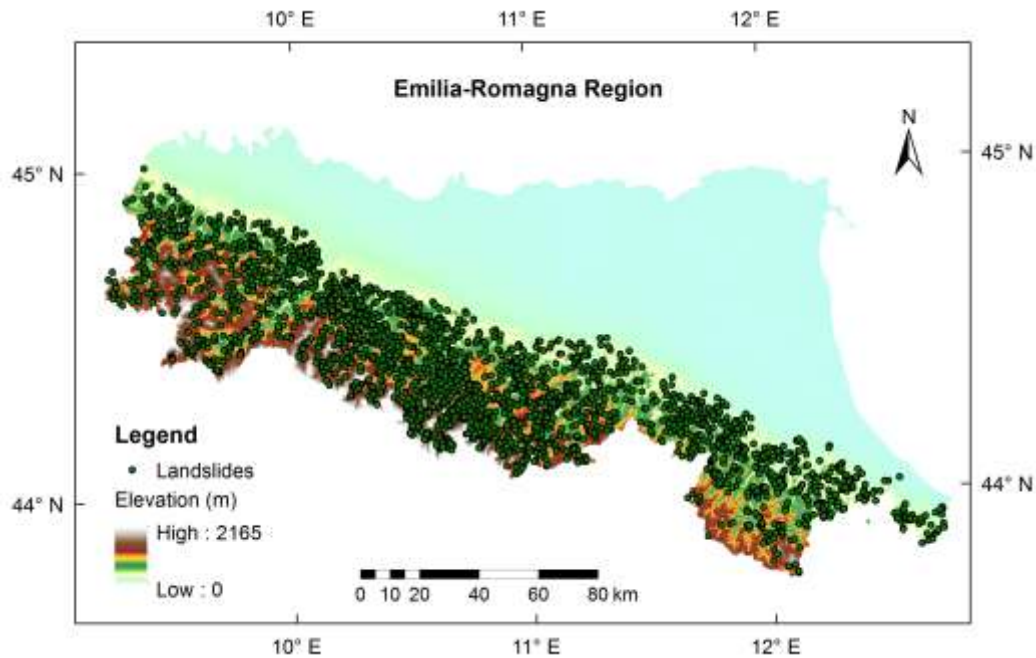 10° E 11° E 12° E
Emilia-Romagna Region
N
45° N 45° N
Legend
Landslides
Elevation (m)
High : 2165
Low : 0
44° N 44° N
0 10 20 40 60 80 km
10° E 11° E 12° E